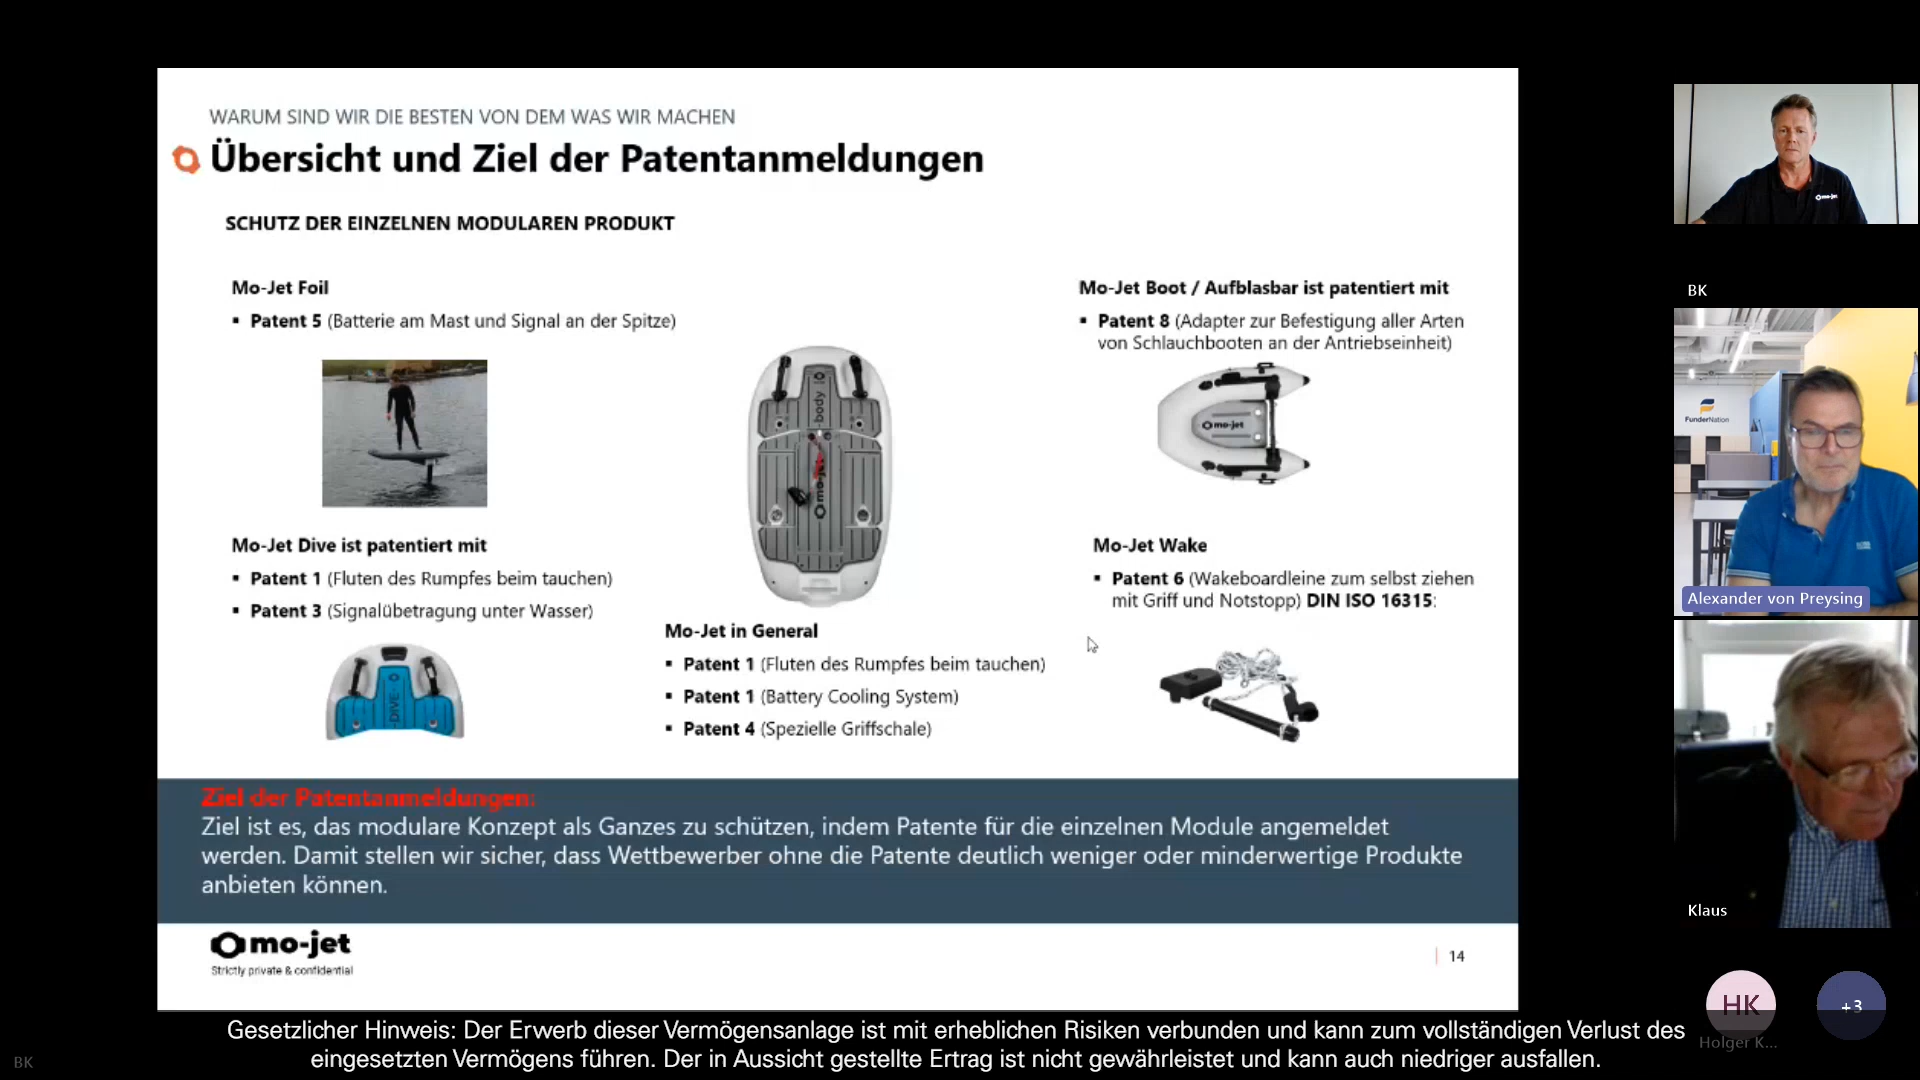 WARUM SIND WIR DIE BESTEN VON DEM WAS WIR MACHEN
Übersicht und Ziel der Patentanmeldungen
SCHUTZ DER EINZELNEN MODULAREN PRODUKT
Mo-Jet Foil
▪ Patent 5 (Batterie am Mast und Signal an der Spitze)
Mo-Jet Dive ist patentiert mit
▪ Patent 1 (Fluten des Rumpfes beim tauchen)
▪ Patent 3 (Signalübetragung unter Wasser)
DIVE
body
mo-jet
Mo-Jet in General
▪ Patent 1 (Fluten des Rumpfes beim tauchen)
▪ Patent 1 (Battery Cooling System)
▪ Patent 4 (Spezielle Griffschale)
Mo-Jet Boot / Aufblasbar ist patentiert mit
▪ Patent 8 (Adapter zur Befestigung aller Arten
von Schlauchbooten an der Antriebseinheit)
mo-jet
Mo-Jet Wake
▪ Patent 6 (Wakeboardleine zum selbst ziehen
mit Griff und Notstopp) DIN ISO 16315:
Ziel der Patentanmeldungen:
Ziel ist es, das modulare Konzept als Ganzes zu schützen, indem Patente für die einzelnen Module angemeldet
werden. Damit stellen wir sicher, dass Wettbewerber ohne die Patente deutlich weniger oder minderwertige Produkte
anbieten können.
mo-jet
Strictly private & confidential
14
mo-jet
BK
FunderNation
Alexander von Preysing
Klaus
HK
+3
Holger K...
Gesetzlicher Hinweis: Der Erwerb dieser Vermögensanlage ist mit erheblichen Risiken verbunden und kann zum vollständigen Verlust des
eingesetzten Vermögens führen. Der in Aussicht gestellte Ertrag ist nicht gewährleistet und kann auch niedriger ausfallen.
BK